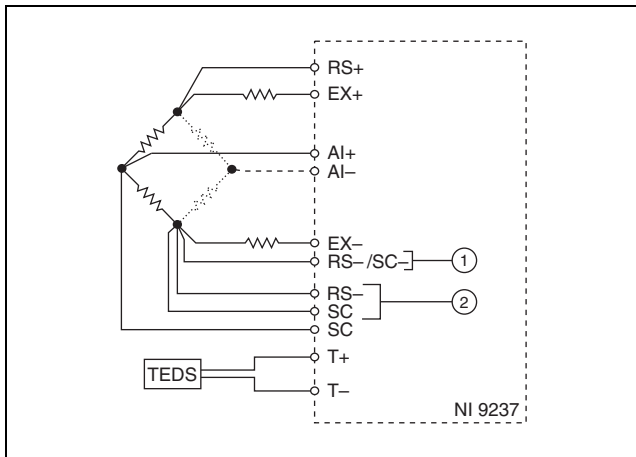 RS+
EX+
AI+
AI–
EX–
RS– /SC–
1
RS–
2
SC
SC
T+
TEDS
T–
NI 9237